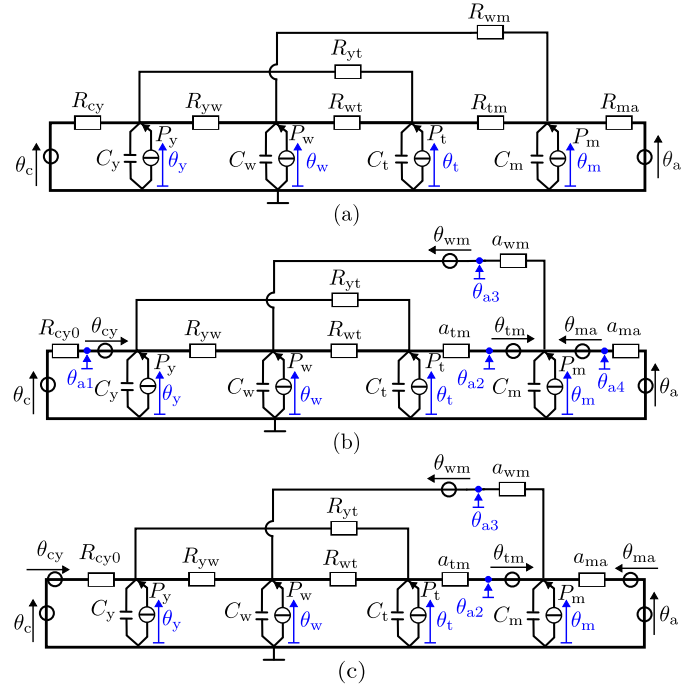 R_wm
R_yt
R_cy R_yw R_wt R_tm R_ma
P_y P_w P_t P_m
θ_c C_y θ_y C_w θ_w C_t θ_t C_m θ_m θ_a
(a)
θ_wm a_wm
R_yt θ_a3
R_cy0 θ_cy R_yw R_wt a_tm θ_tm θ_ma a_ma
θ_a1 P_y P_w P_t θ_a2 P_m θ_a4
θ_c C_y θ_y C_w θ_w C_t θ_t C_m θ_m θ_a
(b)
θ_wm a_wm
R_yt θ_a3
θ_cy R_cy0 R_yw R_wt a_tm θ_tm a_ma θ_ma
P_y P_w P_t θ_a2 P_m
θ_c C_y θ_y C_w θ_w C_t θ_t C_m θ_m θ_a
(c)